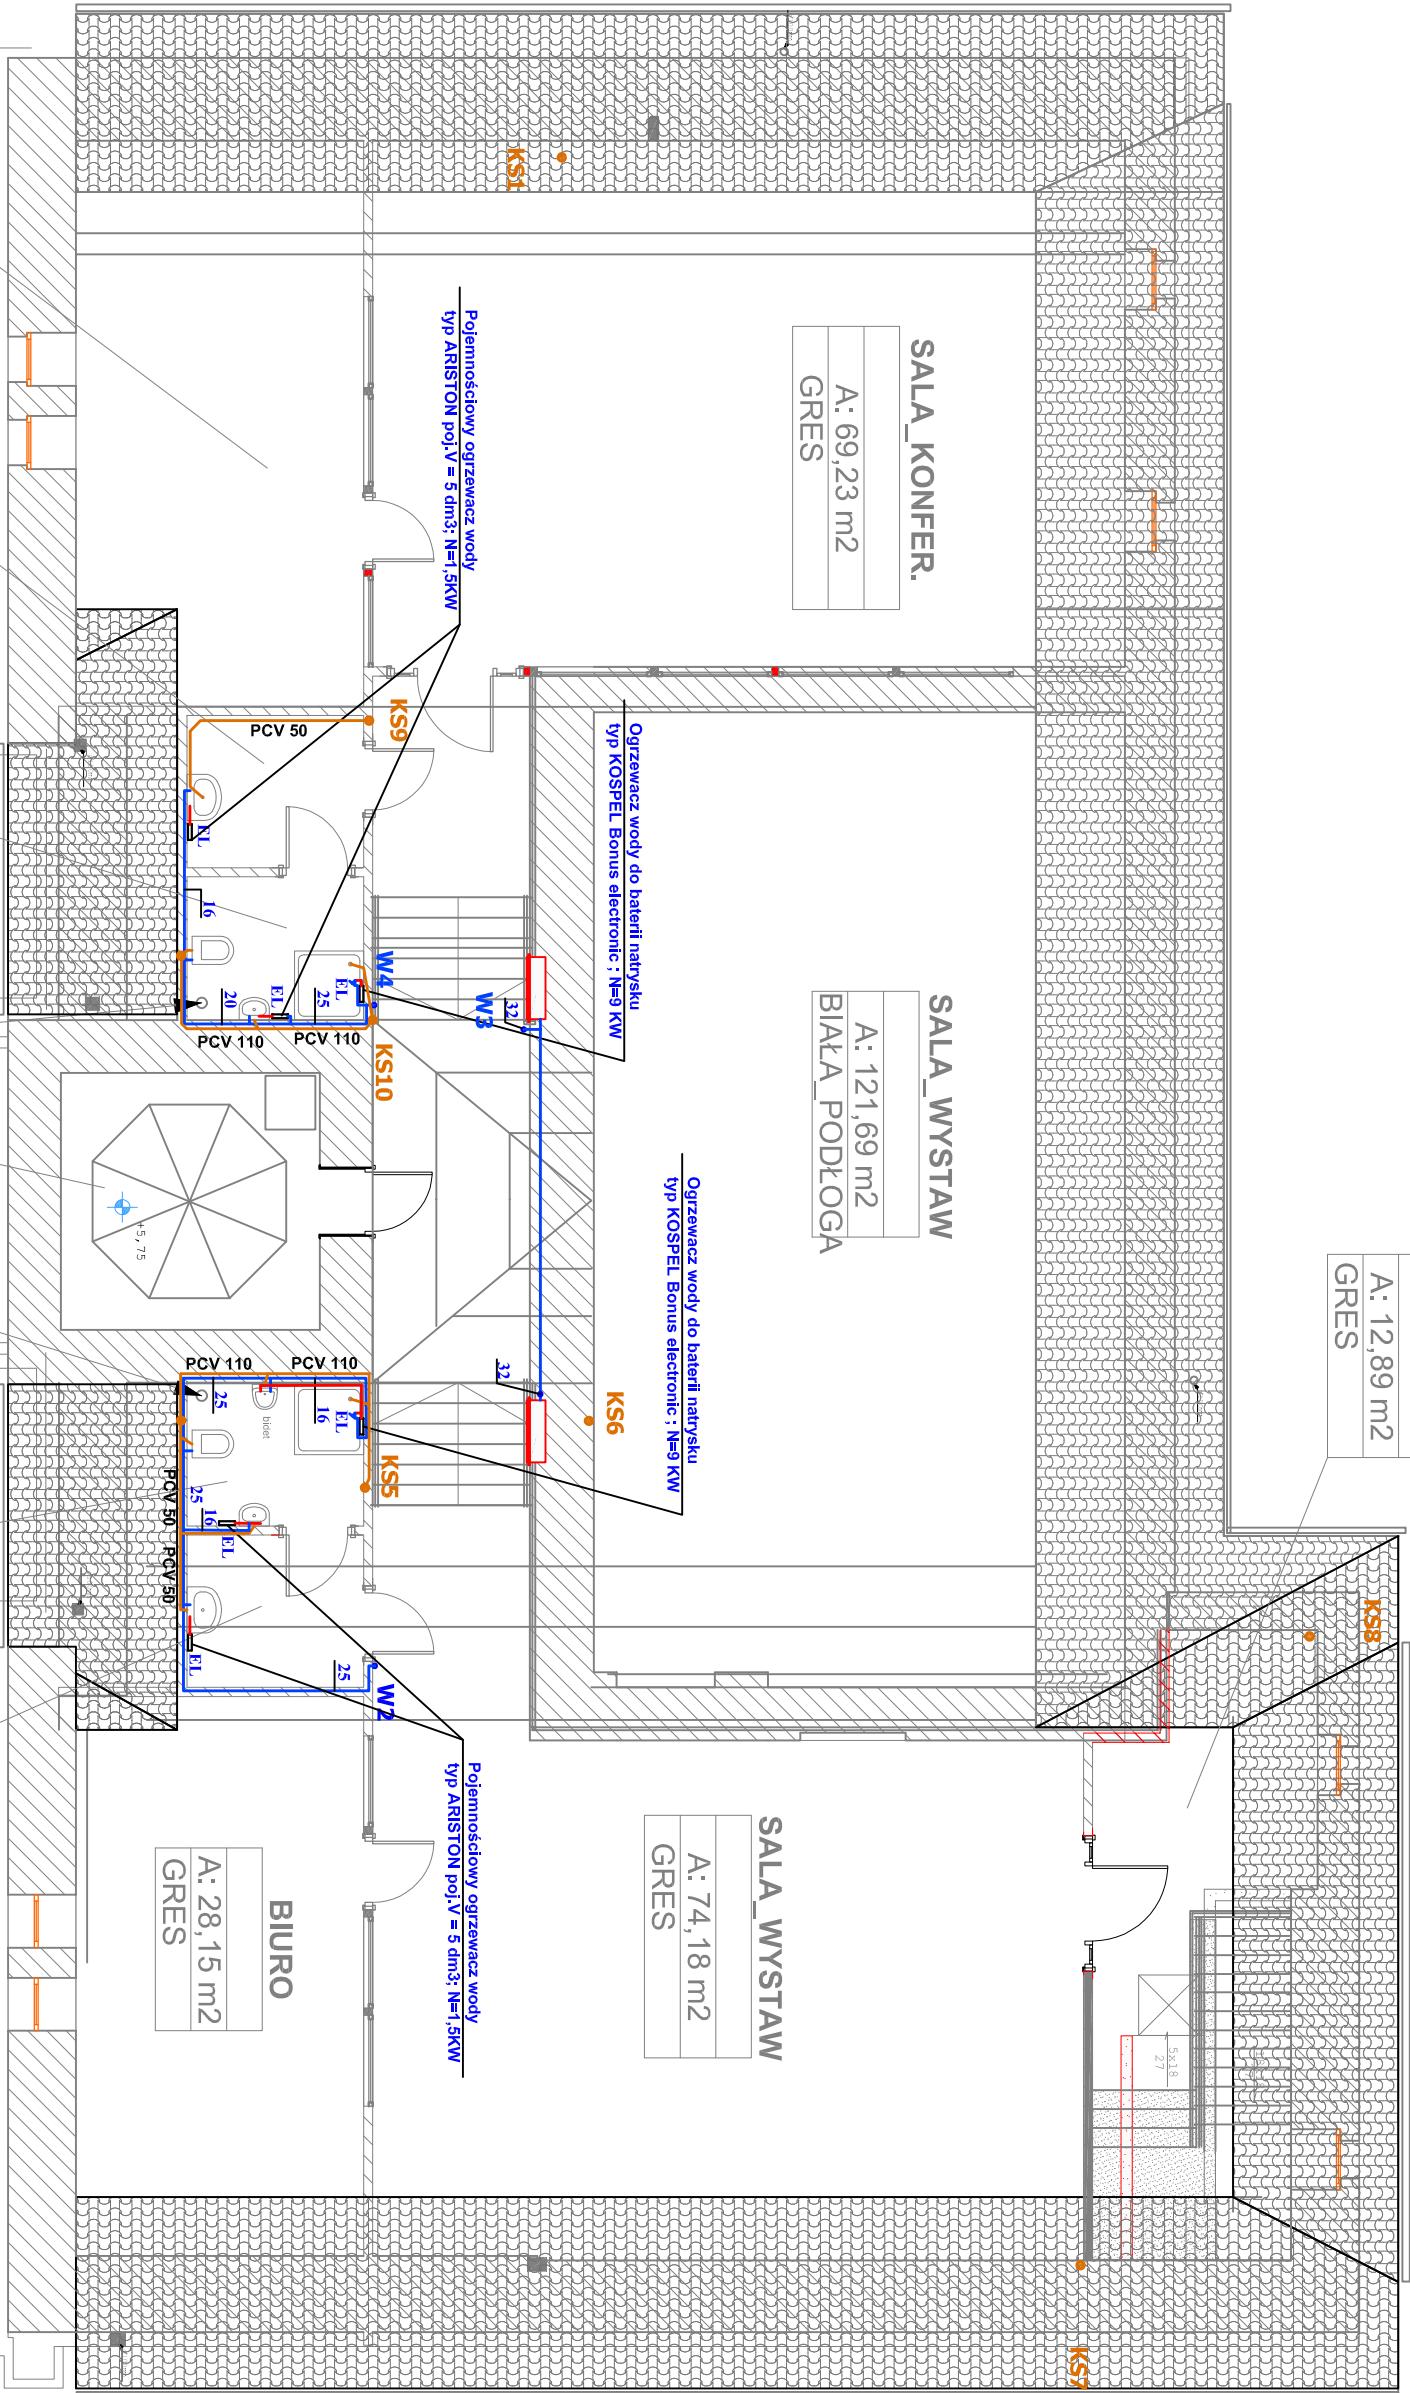 KS1
SALA_KONFER.
A: 69,23 m2
GRES
Pojemnościowy ogrzewacz wody
typ ARISTON poj.V = 5 dm3; N=1,5KW
KS9
PCV 50
EL
16
20
EL
25
EL
W4
W3
32
PCV 110
PCV 110
KS10
Ogrzewacz wody do baterii natrysku
typ KOSPEL Bonus electronic ; N=9 KW
SALA_WYSTAW
A: 121,69 m2
BIAŁA_PODŁOGA
A: 12,89 m2
GRES
+5,75
Ogrzewacz wody do baterii natrysku
typ KOSPEL Bonus electronic ; N=9 KW
32
KS6
PCV 110
PCV 110
25
bidet
16
EL
KS5
PCV 50
25
16
EL
PCV 50
EL
25
W2
KS8
Pojemnościowy ogrzewacz wody
typ ARISTON poj.V = 5 dm3; N=1,5KW
BIURO
A: 28,15 m2
GRES
SALA_WYSTAW
A: 74,18 m2
GRES
5x18
27
KS7